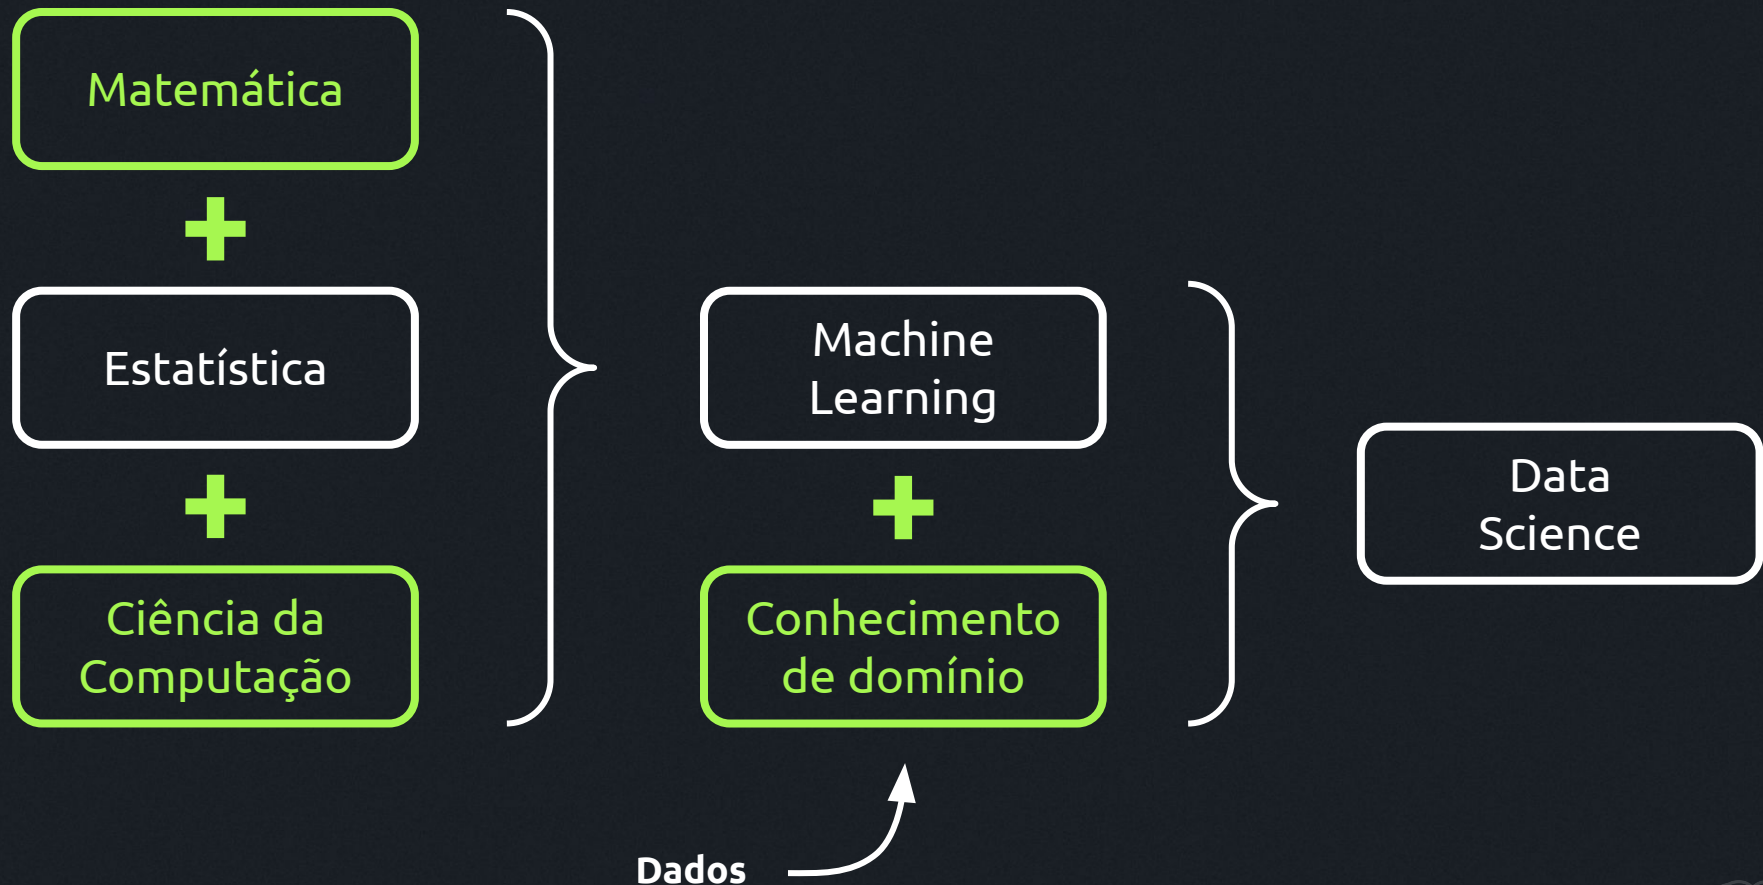 Matemática
Estatística
Ciência da
Computação
Machine
Learning
Conhecimento
de domínio
Dados
Data
Science